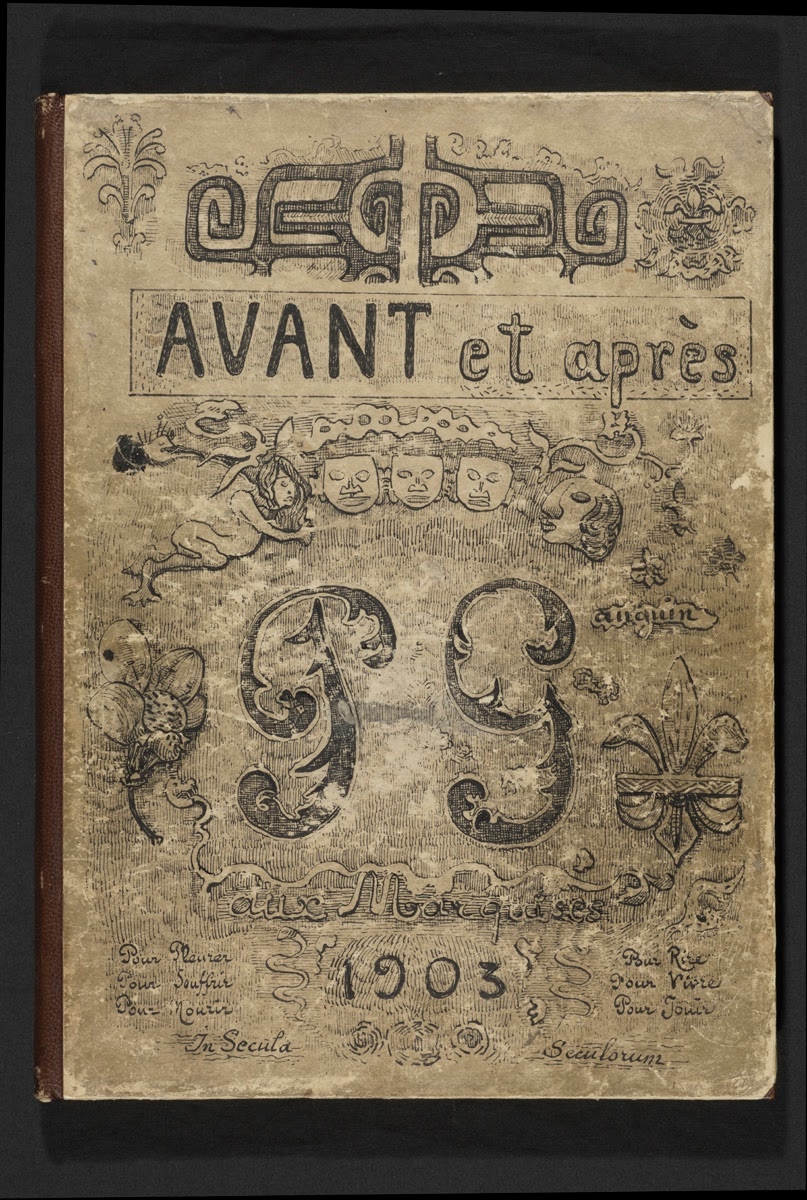 AVANT et après
PG
auguin
aux Marquises
1903
Pour Pleurer
Pour Souffrir
Pour Mourir
Pour Rire
Pour Vivre
Pour Jouir
In Secula
Seculorum